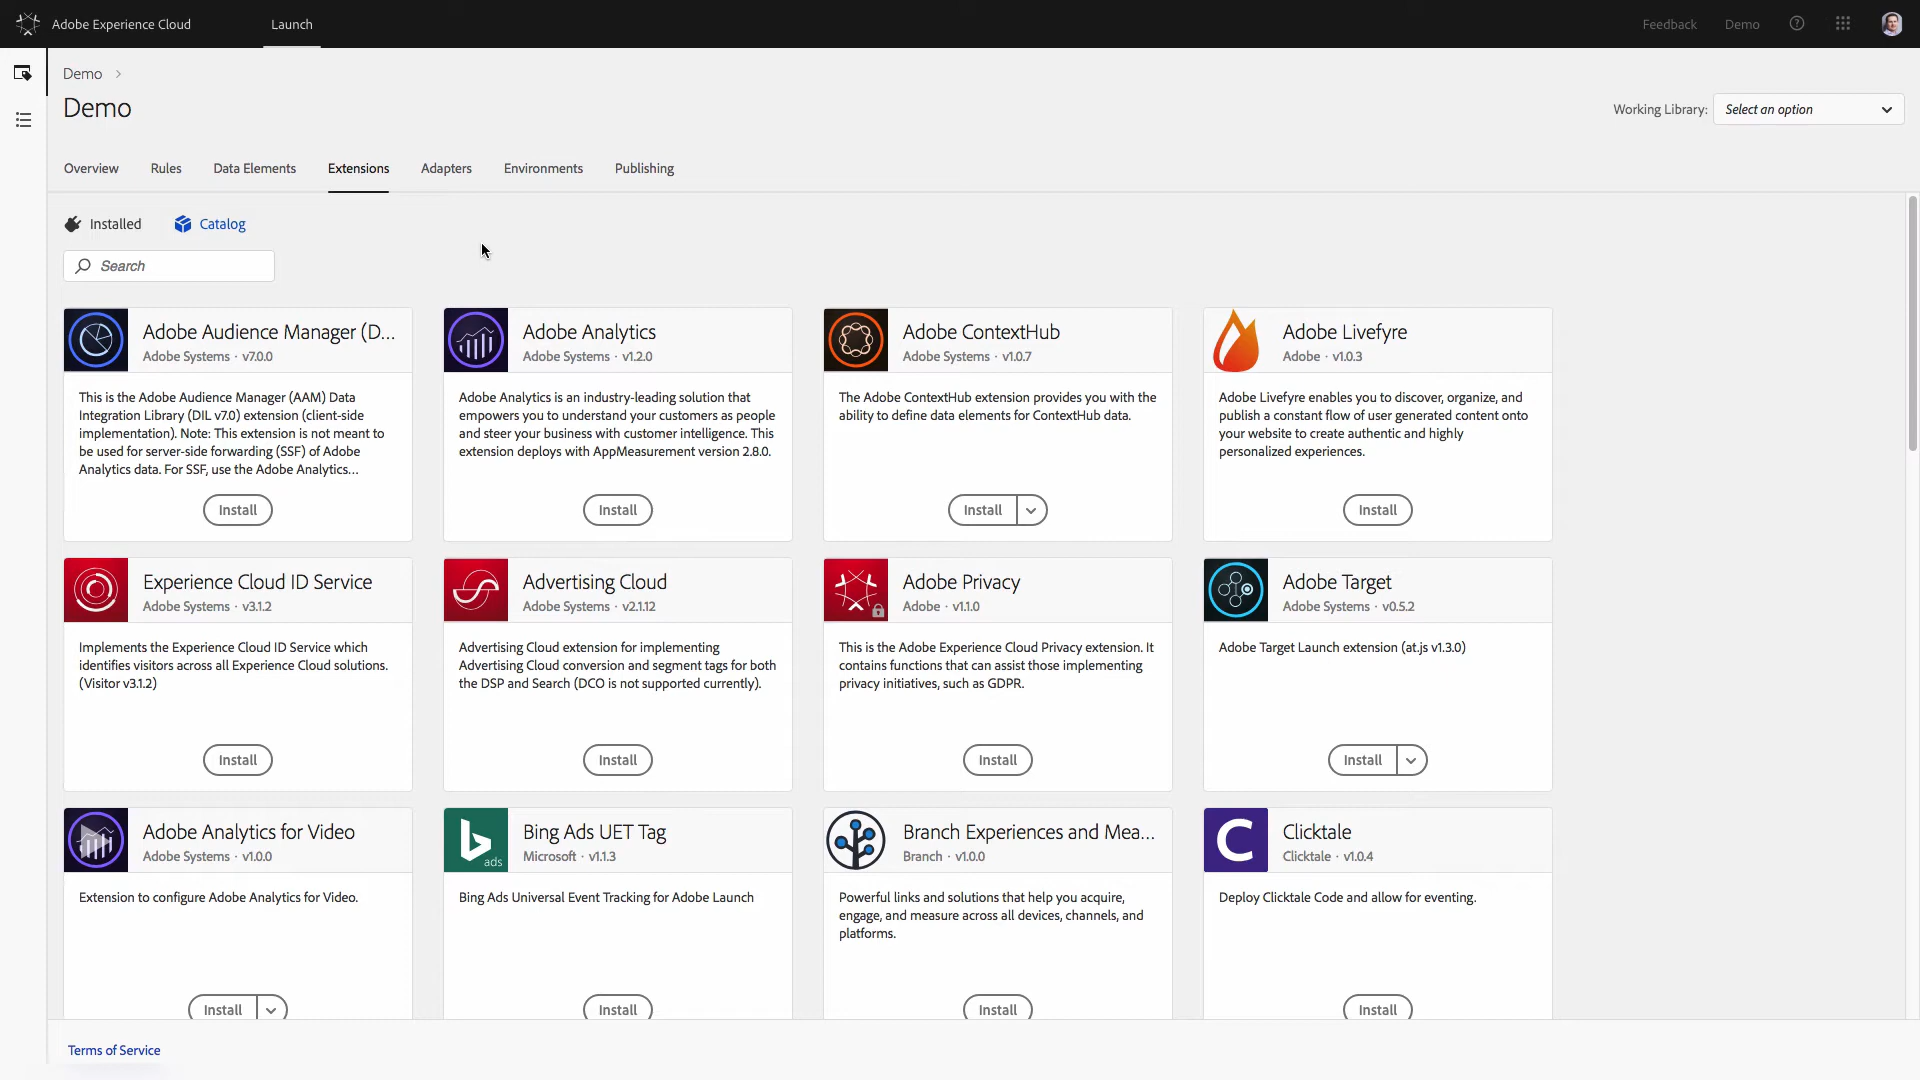 Adobe Experience Cloud
Launch
Feedback
Demo
Demo
Demo
Working Library:
Select an option
Overview
Rules
Data Elements
Extensions
Adapters
Environments
Publishing
Installed
Catalog
Search
Adobe Audience Manager (D...
Adobe Systems · v7.0.0
This is the Adobe Audience Manager (AAM) Data
Integration Library (DIL v7.0) extension (client-side
implementation). Note: This extension is not meant to
be used for server-side forwarding (SSF) of Adobe
Analytics data. For SSF, use the Adobe Analytics...
Install
Adobe Analytics
Adobe Systems · v1.2.0
Adobe Analytics is an industry-leading solution that
empowers you to understand your customers as people
and steer your business with customer intelligence. This
extension deploys with AppMeasurement version 2.8.0.
Install
Adobe ContextHub
Adobe Systems · v1.0.7
The Adobe ContextHub extension provides you with the
ability to define data elements for ContextHub data.
Install
Adobe Livefyre
Adobe · v1.0.3
Adobe Livefyre enables you to discover, organize, and
publish a constant flow of user generated content onto
your website to create authentic and highly
personalized experiences.
Install
Experience Cloud ID Service
Adobe Systems · v3.1.2
Implements the Experience Cloud ID Service which
identifies visitors across all Experience Cloud solutions.
(Visitor v3.1.2)
Install
Advertising Cloud
Adobe Systems · v2.1.12
Advertising Cloud extension for implementing
Advertising Cloud conversion and segment tags for both
the DSP and Search (DCO is not supported currently).
Install
Adobe Privacy
Adobe · v1.1.0
This is the Adobe Experience Cloud Privacy extension. It
contains functions that can assist those implementing
privacy initiatives, such as GDPR.
Install
Adobe Target
Adobe Systems · v0.5.2
Adobe Target Launch extension (at.js v1.3.0)
Install
Adobe Analytics for Video
Adobe Systems · v1.0.0
Extension to configure Adobe Analytics for Video.
Install
ads
Bing Ads UET Tag
Microsoft · v1.1.3
Bing Ads Universal Event Tracking for Adobe Launch
Install
Branch Experiences and Mea...
Branch · v1.0.0
Powerful links and solutions that help you acquire,
engage, and measure across all devices, channels, and
platforms.
Install
C
Clicktale
Clicktale · v1.0.4
Deploy Clicktale Code and allow for eventing.
Install
Terms of Service